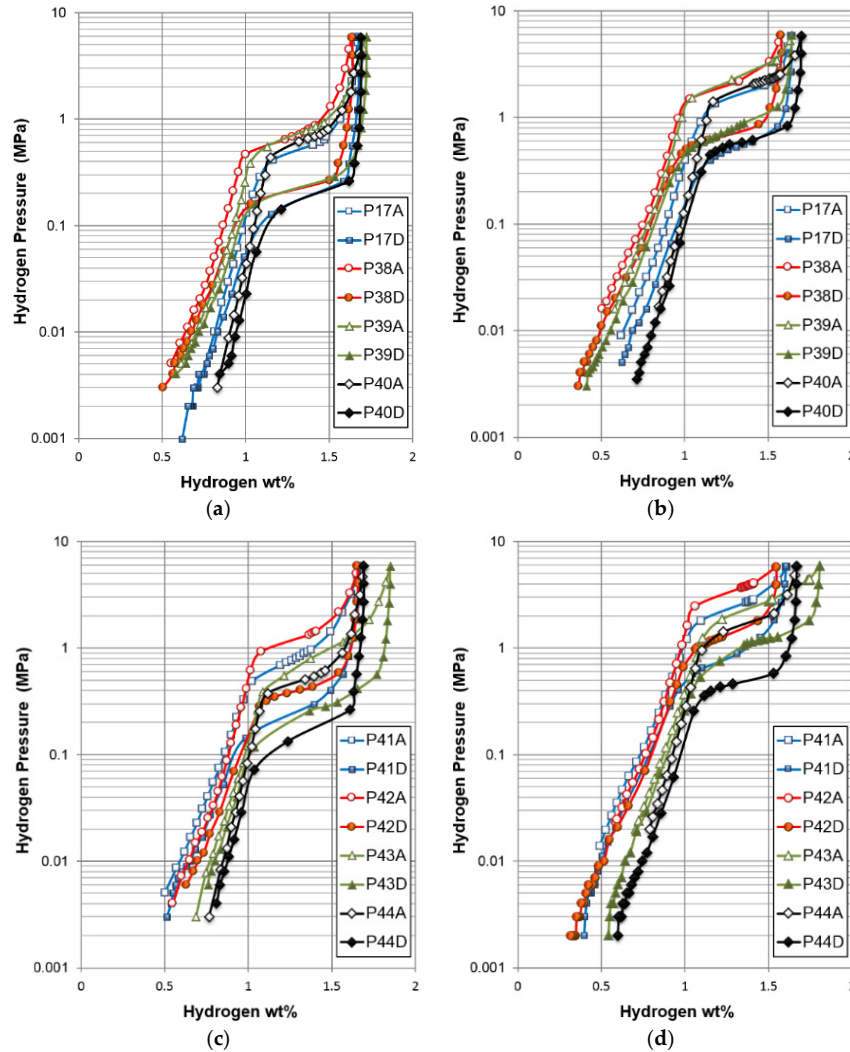 10
1
0.1
0.01
0.001
Hydrogen Pressure (MPa)
0 0.5 1 1.5 2
Hydrogen wt%
P17A
P17D
P38A
P38D
P39A
P39D
P40A
P40D
(a)
10
1
0.1
0.01
0.001
Hydrogen Pressure (MPa)
0 0.5 1 1.5 2
Hydrogen wt%
P17A
P17D
P38A
P38D
P39A
P39D
P40A
P40D
(b)
10
1
0.1
0.01
0.001
Hydrogen Pressure (MPa)
0 0.5 1 1.5 2
Hydrogen wt%
P41A
P41D
P42A
P42D
P43A
P43D
P44A
P44D
(c)
10
1
0.1
0.01
0.001
Hydrogen Pressure (MPa)
0 0.5 1 1.5 2
Hydrogen wt%
P41A
P41D
P42A
P42D
P43A
P43D
P44A
P44D
(d)